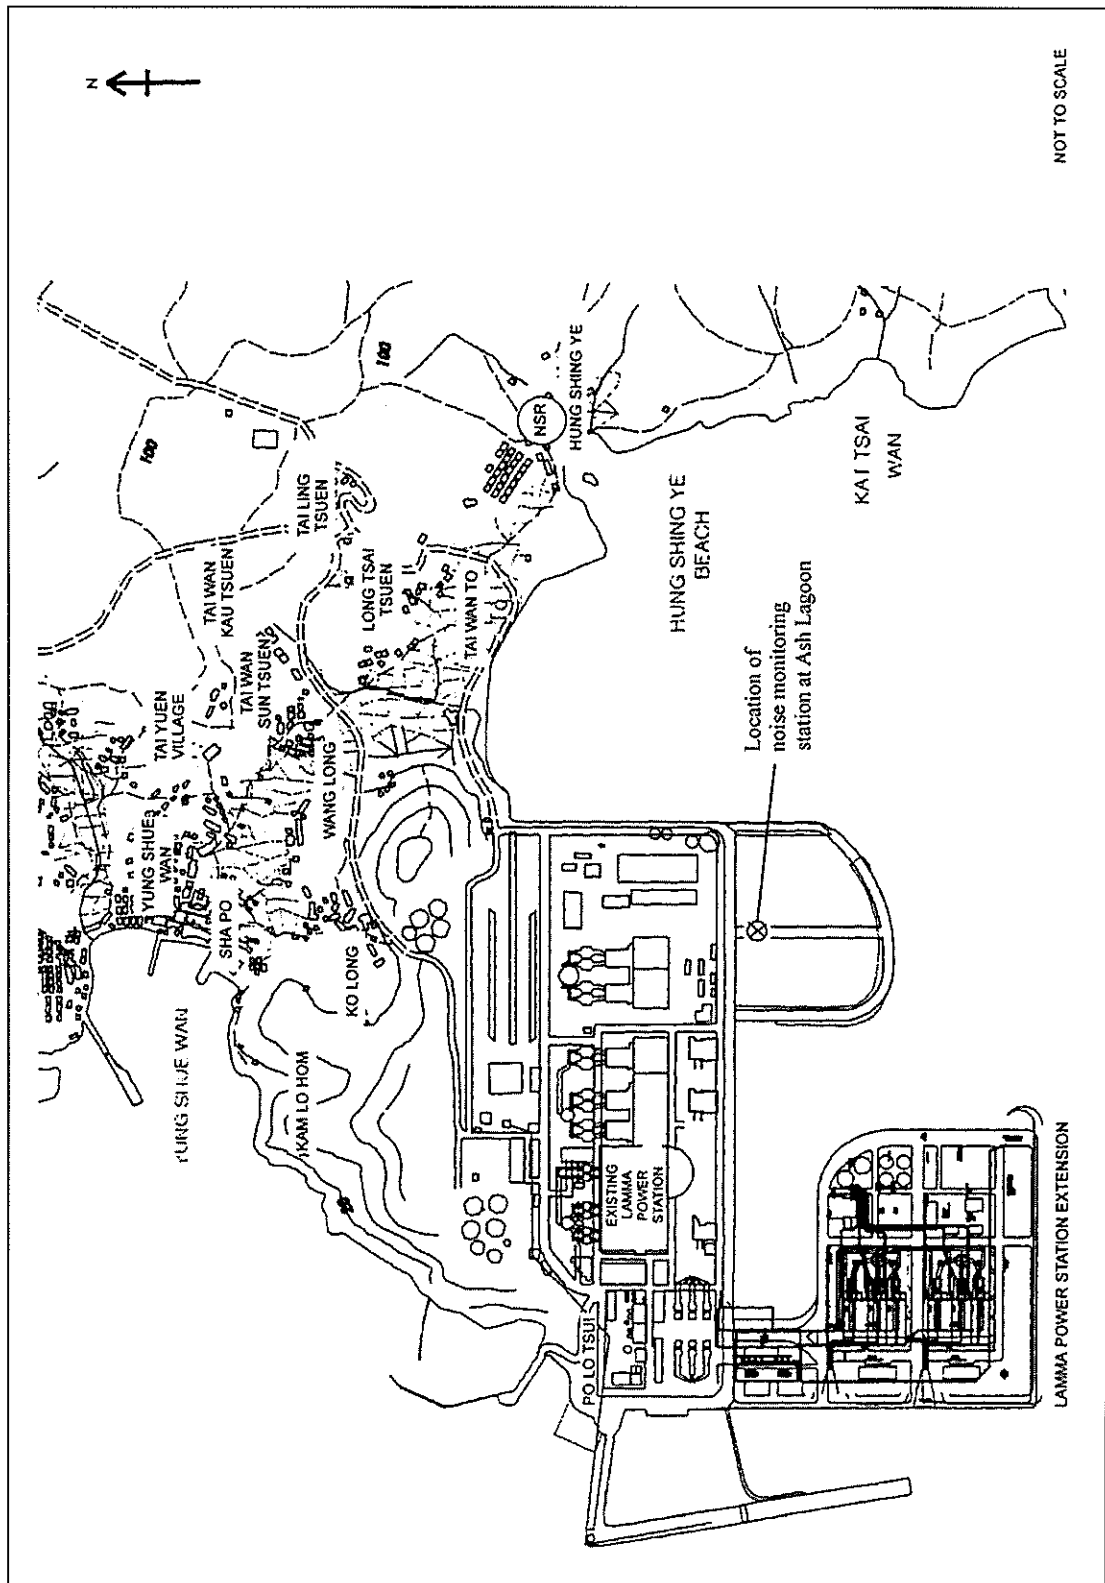 N
YUNG SHUE
WAN
TAI YUEN
VILLAGE
100
YUNG SHUE WAN
TAI WAN
KAU TSUEN
SHA PO
TAI WAN
SUN TSUEN
KAM LO HOM
TAI LING
TSUEN
WANG LONG
KO LONG
LONG TSAI
TSUEN
100
TAI WAN TO
NSR
HUNG SHING YE
PO LO TSUI
EXISTING
LAMMA
POWER
STATION
HUNG SHING YE
BEACH
Location of
noise monitoring
station at Ash Lagoon
KAI TSAI
WAN
LAMMA POWER STATION EXTENSION
NOT TO SCALE